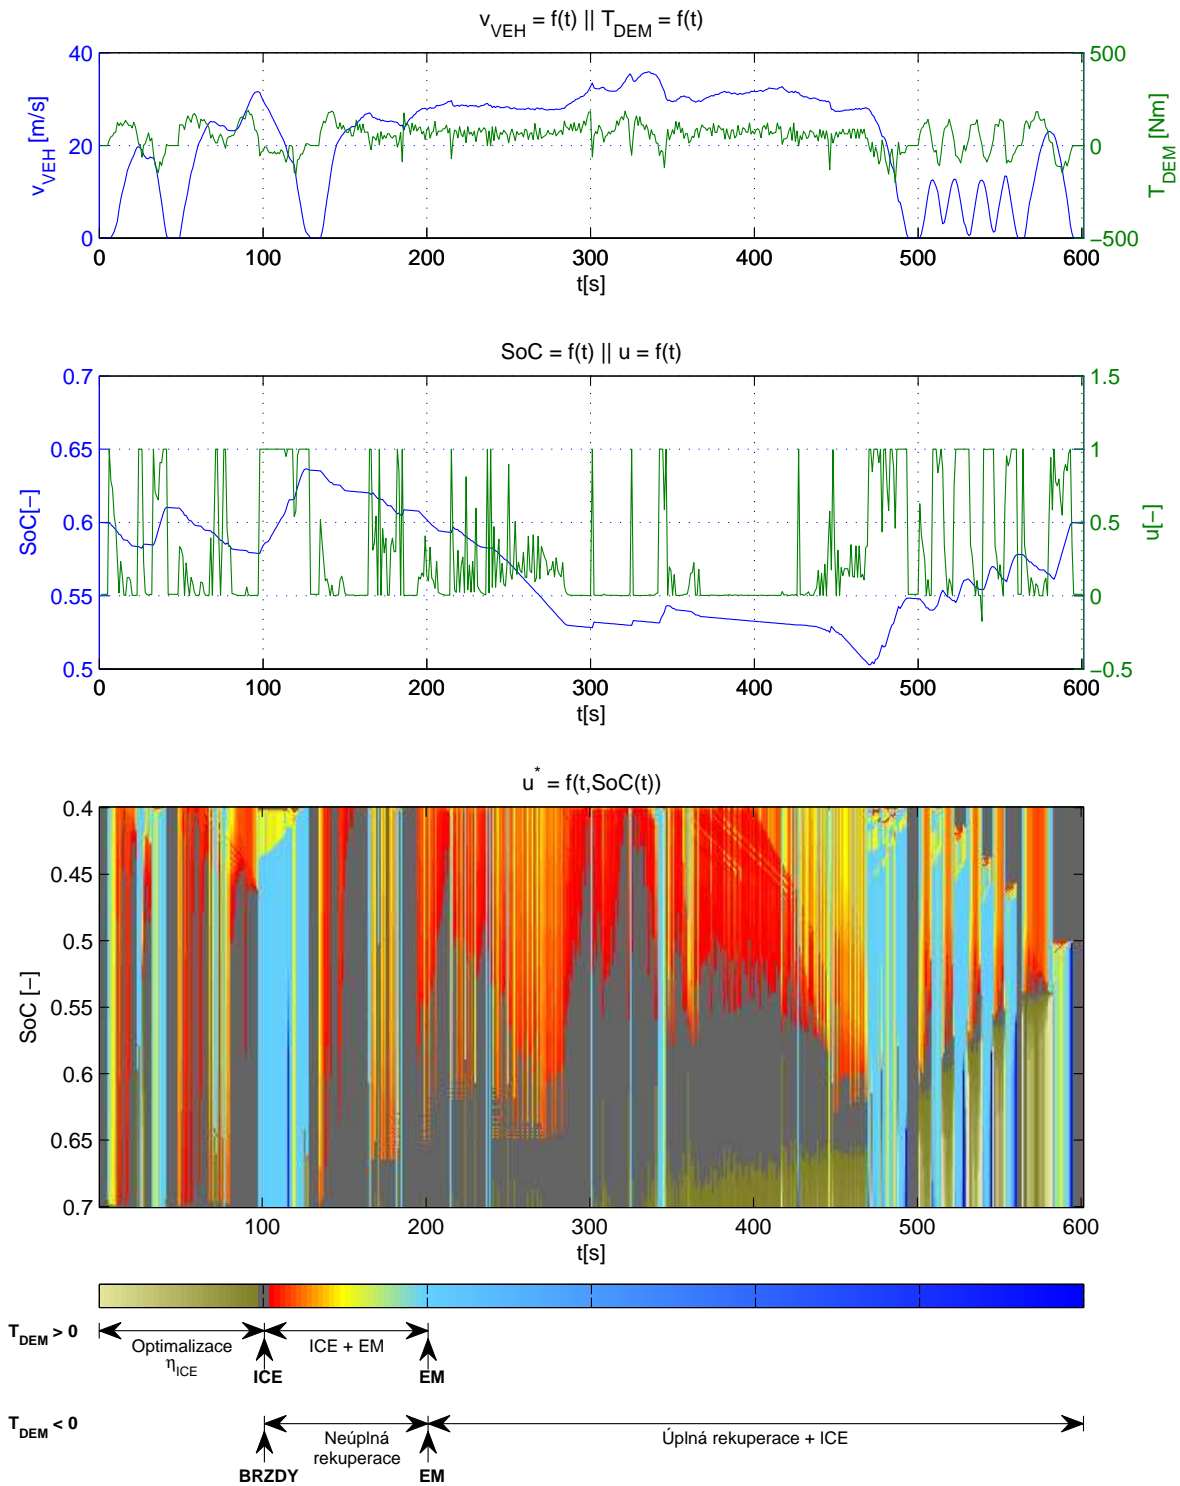 v_VEH = f(t) || T_DEM = f(t)
40
20
0
v_VEH [m/s]
500
0
−500
T_DEM [Nm]
0 100 200 300 400 500 600
t[s]
SoC = f(t) || u = f(t)
0.7
0.65
0.6
0.55
0.5
SoC[−]
1.5
1
0.5
0
−0.5
u[−]
0 100 200 300 400 500 600
t[s]
u* = f(t,SoC(t))
0.4
0.45
0.5
0.55
0.6
0.65
0.7
SoC [−]
100 200 300 400 500 600
t[s]
T_DEM > 0
Optimalizace
η_ICE
ICE + EM
ICE
EM
T_DEM < 0
Neúplná
rekuperace
Úplná rekuperace + ICE
BRZDY
EM